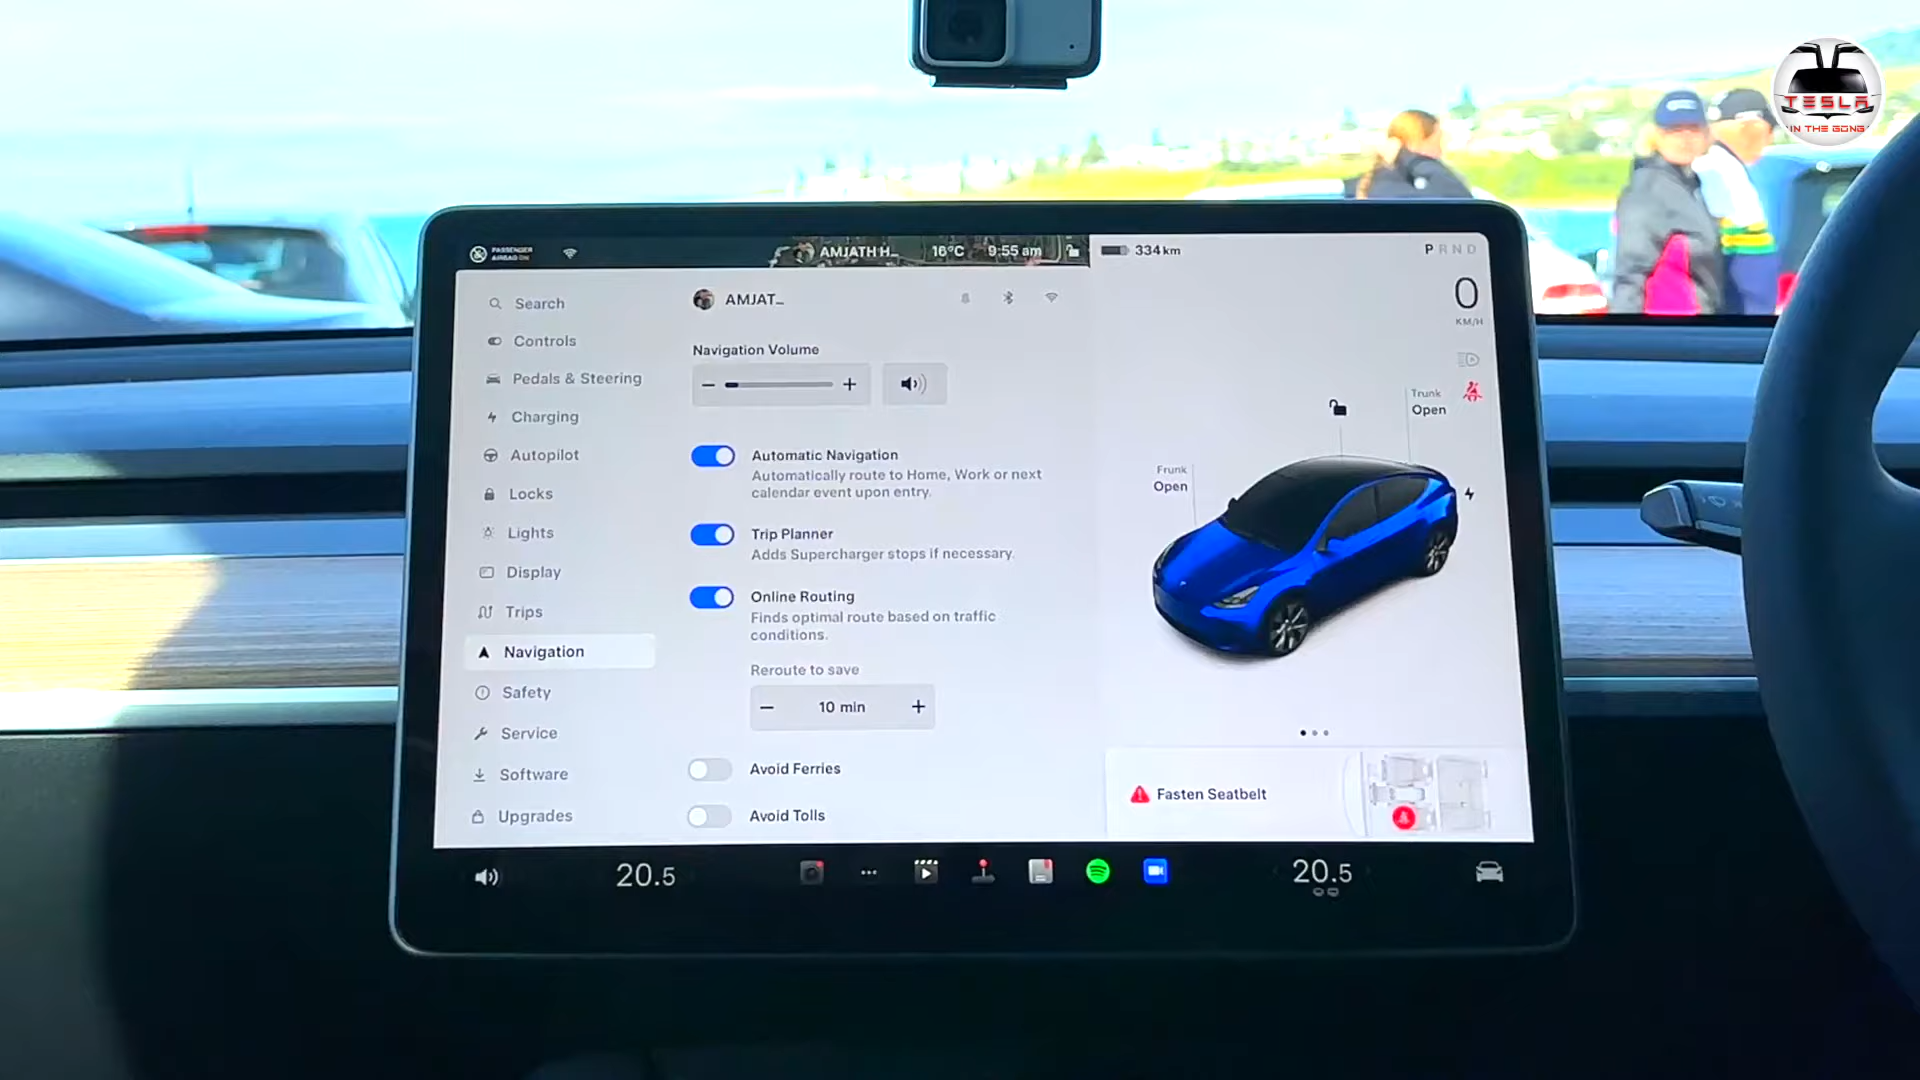 TESLA
IN THE GONG
PASSENGER
AIRBAG ON
AMJATH H...
16°C
9:55 am
334 km
P R N D
Search
Controls
Pedals & Steering
Charging
Autopilot
Locks
Lights
Display
Trips
Navigation
Safety
Service
Software
Upgrades
AMJAT...
Navigation Volume
Automatic Navigation
Automatically route to Home, Work or next
calendar event upon entry.
Trip Planner
Adds Supercharger stops if necessary.
Online Routing
Finds optimal route based on traffic
conditions.
Reroute to save
− 10 min +
Avoid Ferries
Avoid Tolls
0
KM/H
Trunk
Open
Frunk
Open
Fasten Seatbelt
20.5
20.5